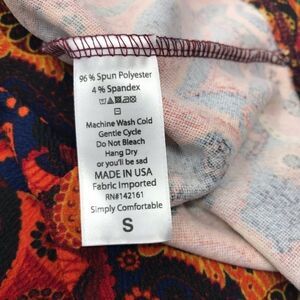 96% Spun Polyester
4% Spandex
Machine Wash Cold
Gentle Cycle
Do Not Bleach
Hang Dry
or you'll be sad
MADE IN USA
Fabric Imported
RN#142161
Simply Comfortable
S